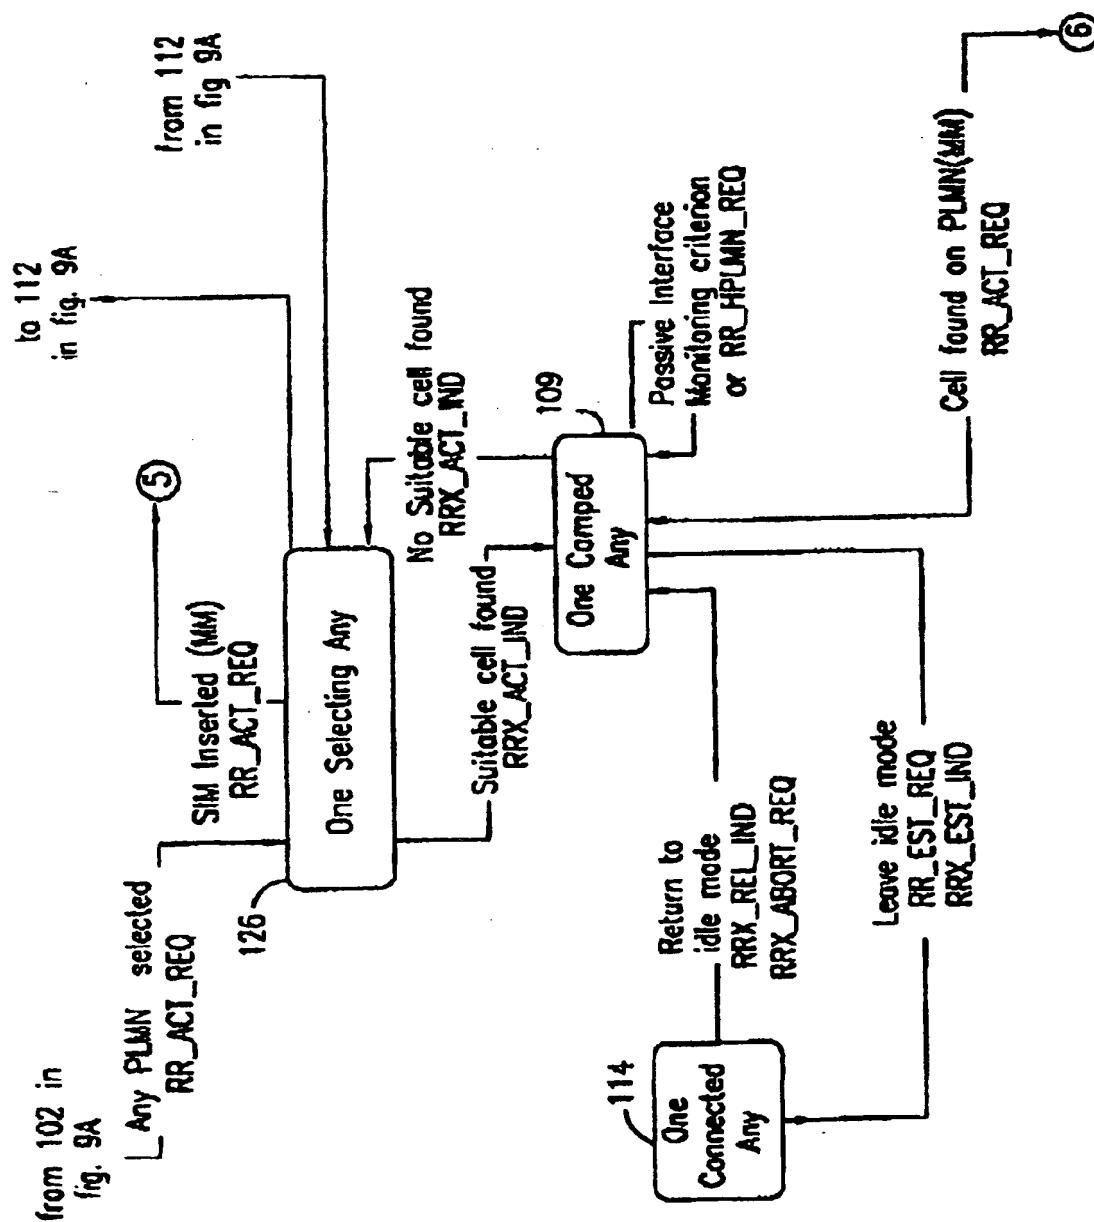 from 102 in
fig. 9A
Any PLMN selected
RR_ACT_REQ
126
SIM Inserted (MM)
RR_ACT_REQ
5
to 112
in fig. 9A
from 112
in fig 9A
One Selecting Any
Suitable cell found
RRX_ACT_IND
No Suitable cell found
RRX_ACT_IND
109
One Camped
Any
Passive Interface
Monitoring criterion
or RR_HPLMN_REQ
114
One
Connected
Any
Return to
idle mode
RRX_REL_IND
RRX_ABORT_REQ
Leave idle mode
RR_EST_REQ
RRX_EST_IND
Cell found on PLMN(MM)
RR_ACT_REQ
6